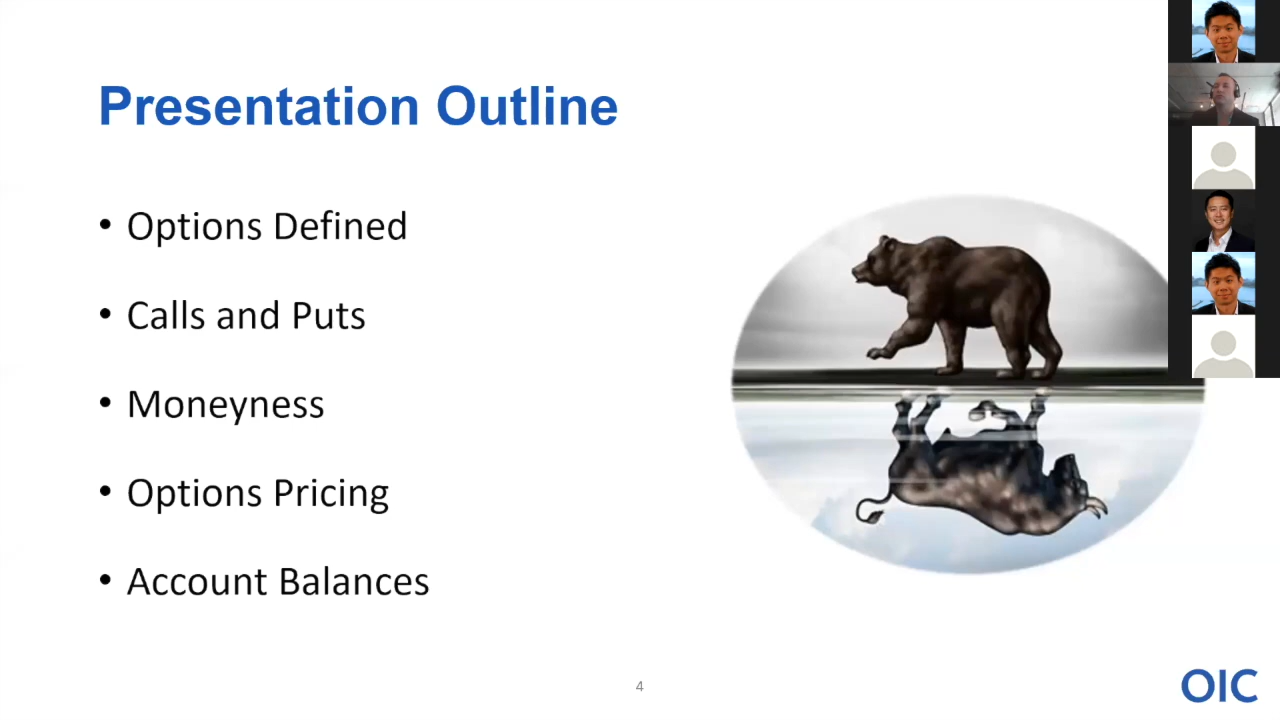 Presentation Outline
• Options Defined
• Calls and Puts
• Moneyness
• Options Pricing
• Account Balances
4
OIC